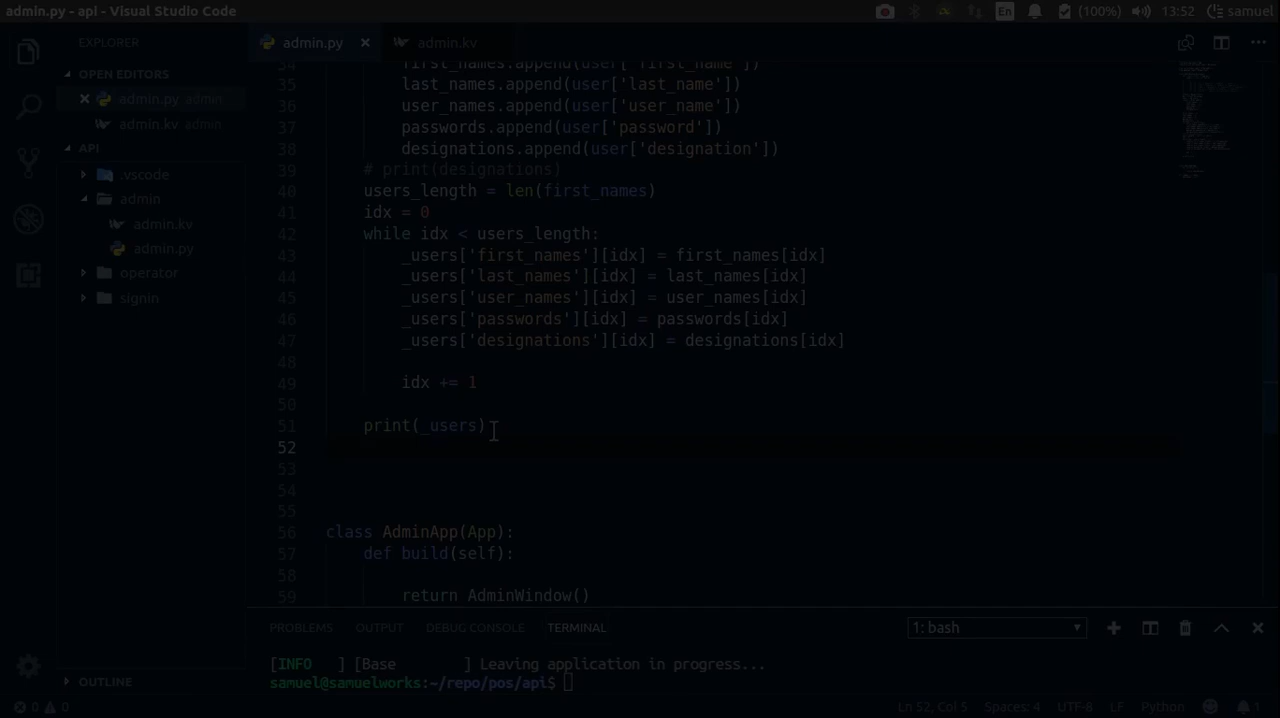 admin.py - api - Visual Studio Code
En
(100%)
13:52
samuel
EXPLORER
OPEN EDITORS
admin.py admin
admin.kv admin
API
.vscode
admin
admin.kv
admin.py
operator
signin
OUTLINE
admin.py
admin.kv
34 first_names.append(user['first_name'])
35 last_names.append(user['last_name'])
36 user_names.append(user['user_name'])
37 passwords.append(user['password'])
38 designations.append(user['designation'])
39 # print(designations)
40 users_length = len(first_names)
41 idx = 0
42 while idx < users_length:
43 _users['first_names'][idx] = first_names[idx]
44 _users['last_names'][idx] = last_names[idx]
45 _users['user_names'][idx] = user_names[idx]
46 _users['passwords'][idx] = passwords[idx]
47 _users['designations'][idx] = designations[idx]
48
49 idx += 1
50
51 print(_users)
52
53
54
55
56 class AdminApp(App):
57 def build(self):
58
59 return AdminWindow()
PROBLEMS OUTPUT DEBUG CONSOLE TERMINAL
1: bash
[INFO ] [Base ] Leaving application in progress...
samuel@samuelworks:~/repo/pos/api$
0 0
Ln 52, Col 5 Spaces: 4 UTF-8 LF Python 1